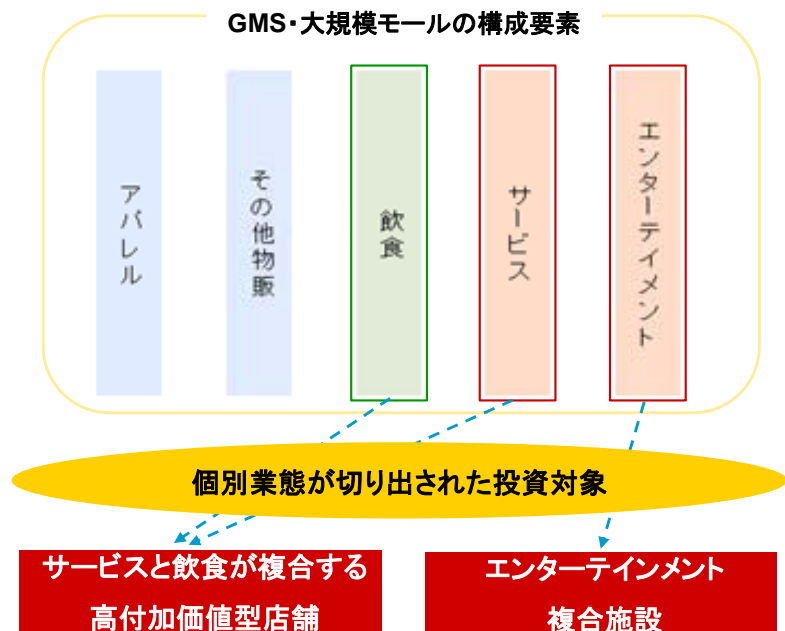 GMS・大規模モールの構成要素
アパレル
その他物販
飲食
サービス
エンターテイメント
個別業態が切り出された投資対象
サービスと飲食が複合する
高付加価値型店舗
エンターテインメント
複合施設